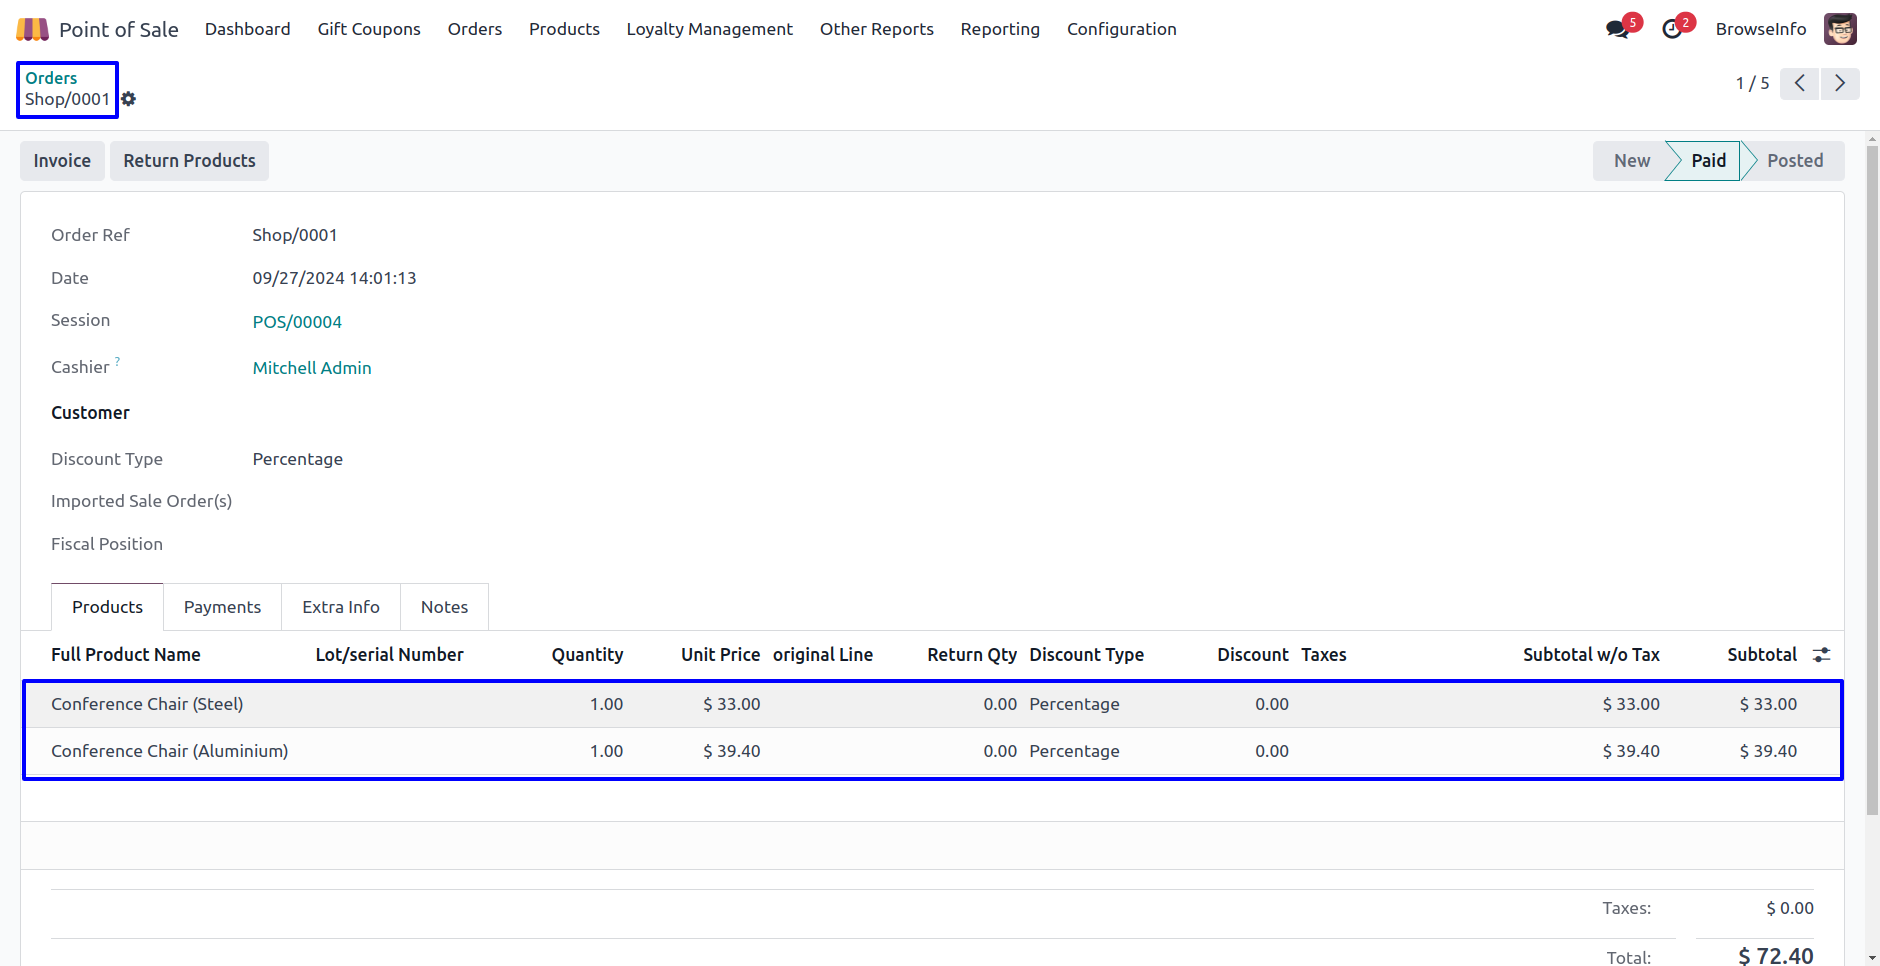 Point of Sale Dashboard Gift Coupons Orders Products Loyalty Management Other Reports Reporting Configuration 5 2 BrowseInfo
Orders
Shop/0001
1 / 5
Invoice Return Products New Paid Posted
Order Ref Shop/0001
Date 09/27/2024 14:01:13
Session POS/00004
Cashier ? Mitchell Admin
Customer
Discount Type Percentage
Imported Sale Order(s)
Fiscal Position
Products Payments Extra Info Notes
Full Product Name Lot/serial Number Quantity Unit Price original Line Return Qty Discount Type Discount Taxes Subtotal w/o Tax Subtotal
Conference Chair (Steel) 1.00 $ 33.00 0.00 Percentage 0.00 $ 33.00 $ 33.00
Conference Chair (Aluminium) 1.00 $ 39.40 0.00 Percentage 0.00 $ 39.40 $ 39.40
Taxes: $ 0.00
Total: $ 72.40